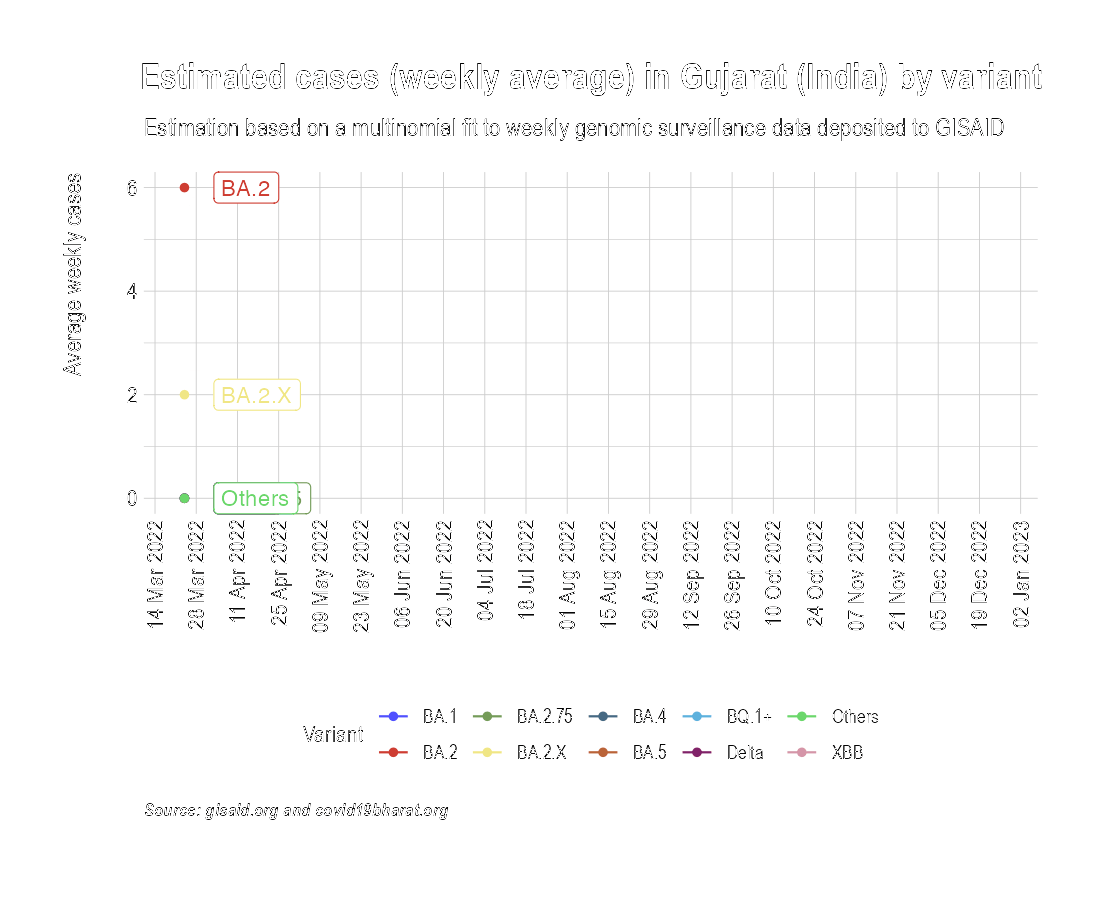 Estimated cases (weekly average) in Gujarat (India) by variant
Estimation based on a multinomial fit to weekly genomic surveillance data deposited to GISAID
Average weekly cases
6
4
2
0
BA.2
BA.2.X
Others
5
14 Mar 2022
28 Mar 2022
11 Apr 2022
25 Apr 2022
09 May 2022
23 May 2022
06 Jun 2022
20 Jun 2022
04 Jul 2022
18 Jul 2022
01 Aug 2022
15 Aug 2022
29 Aug 2022
12 Sep 2022
26 Sep 2022
10 Oct 2022
24 Oct 2022
07 Nov 2022
21 Nov 2022
05 Dec 2022
19 Dec 2022
02 Jan 2023
Variant
BA.1 BA.2.75 BA.4 BQ.1+ Others
BA.2 BA.2.X BA.5 Delta XBB
Source: gisaid.org and covid19bharat.org